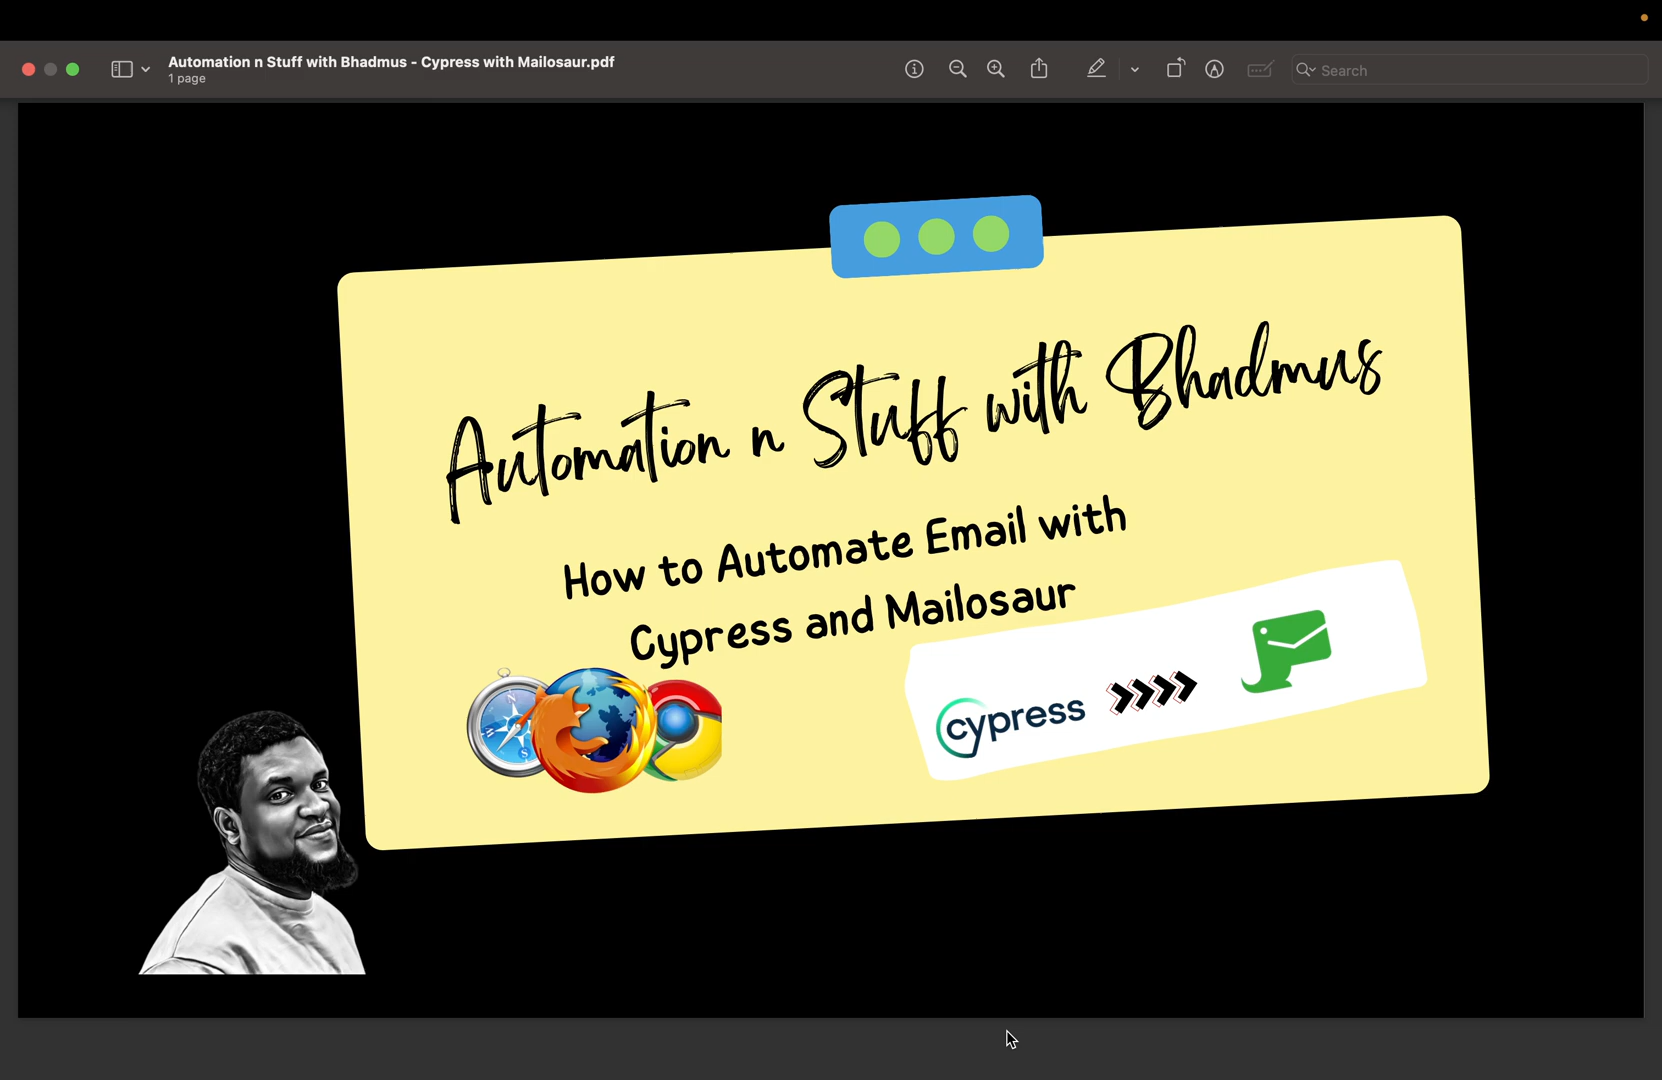 Automation n Stuff with Bhadmus - Cypress with Mailosaur.pdf
1 page
Search
Automation n Stuff with Bhadmus
How to Automate Email with
Cypress and Mailosaur
cypress
N
S